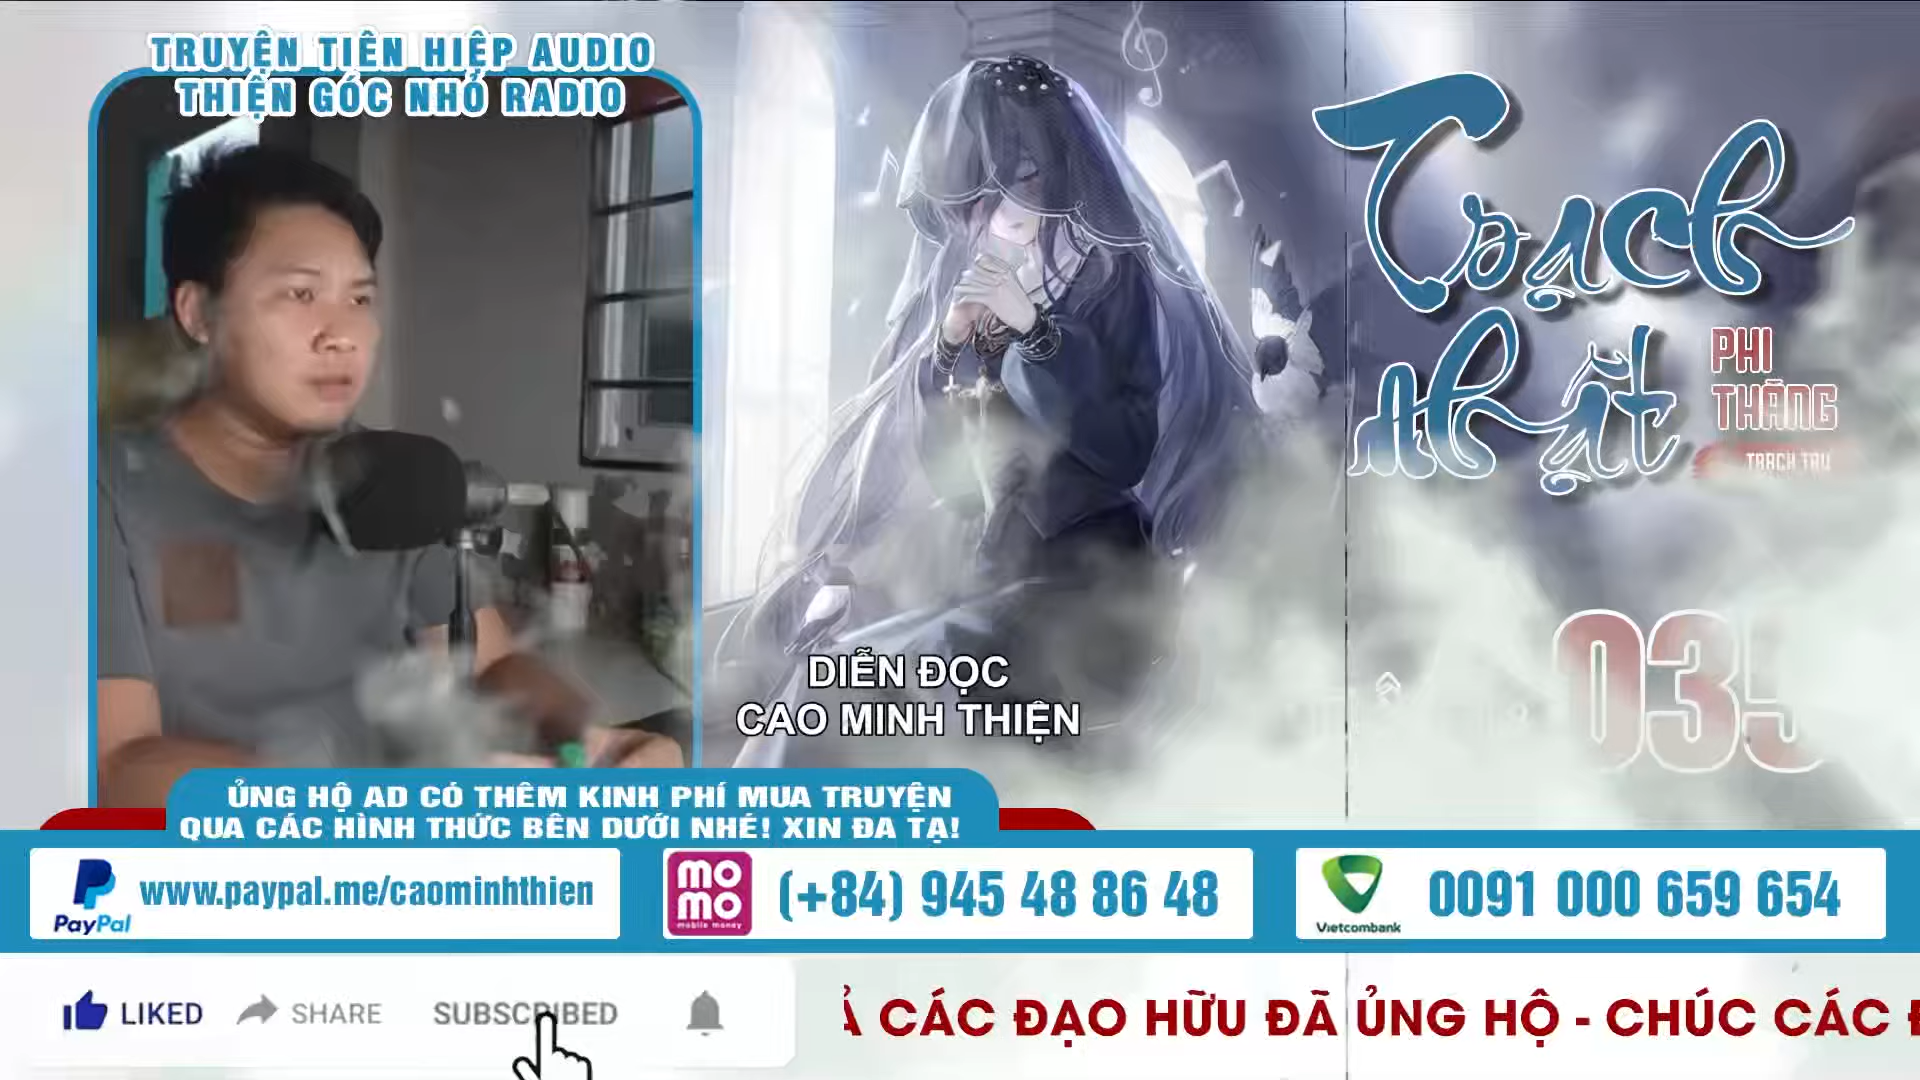 TRUYỆN TIÊN HIỆP AUDIO
THIỆN GÓC NHỎ RADIO
Trạch
Nhật
PHI
THĂNG
DIỄN ĐỌC
CAO MINH THIỆN
ỦNG HỘ AD CÓ THÊM KINH PHÍ MUA TRUYỆN
QUA CÁC HÌNH THỨC BÊN DƯỚI NHÉ! XIN ĐA TẠ!
PayPal
www.paypal.me/caominhthien
mo
mo
mobile money
(+84) 945 48 86 48
Vietcombank
0091 000 659 654
LIKED
SHARE
SUBSCRIBED
CÁC ĐẠO HỮU ĐÃ ỦNG HỘ - CHÚC CÁC